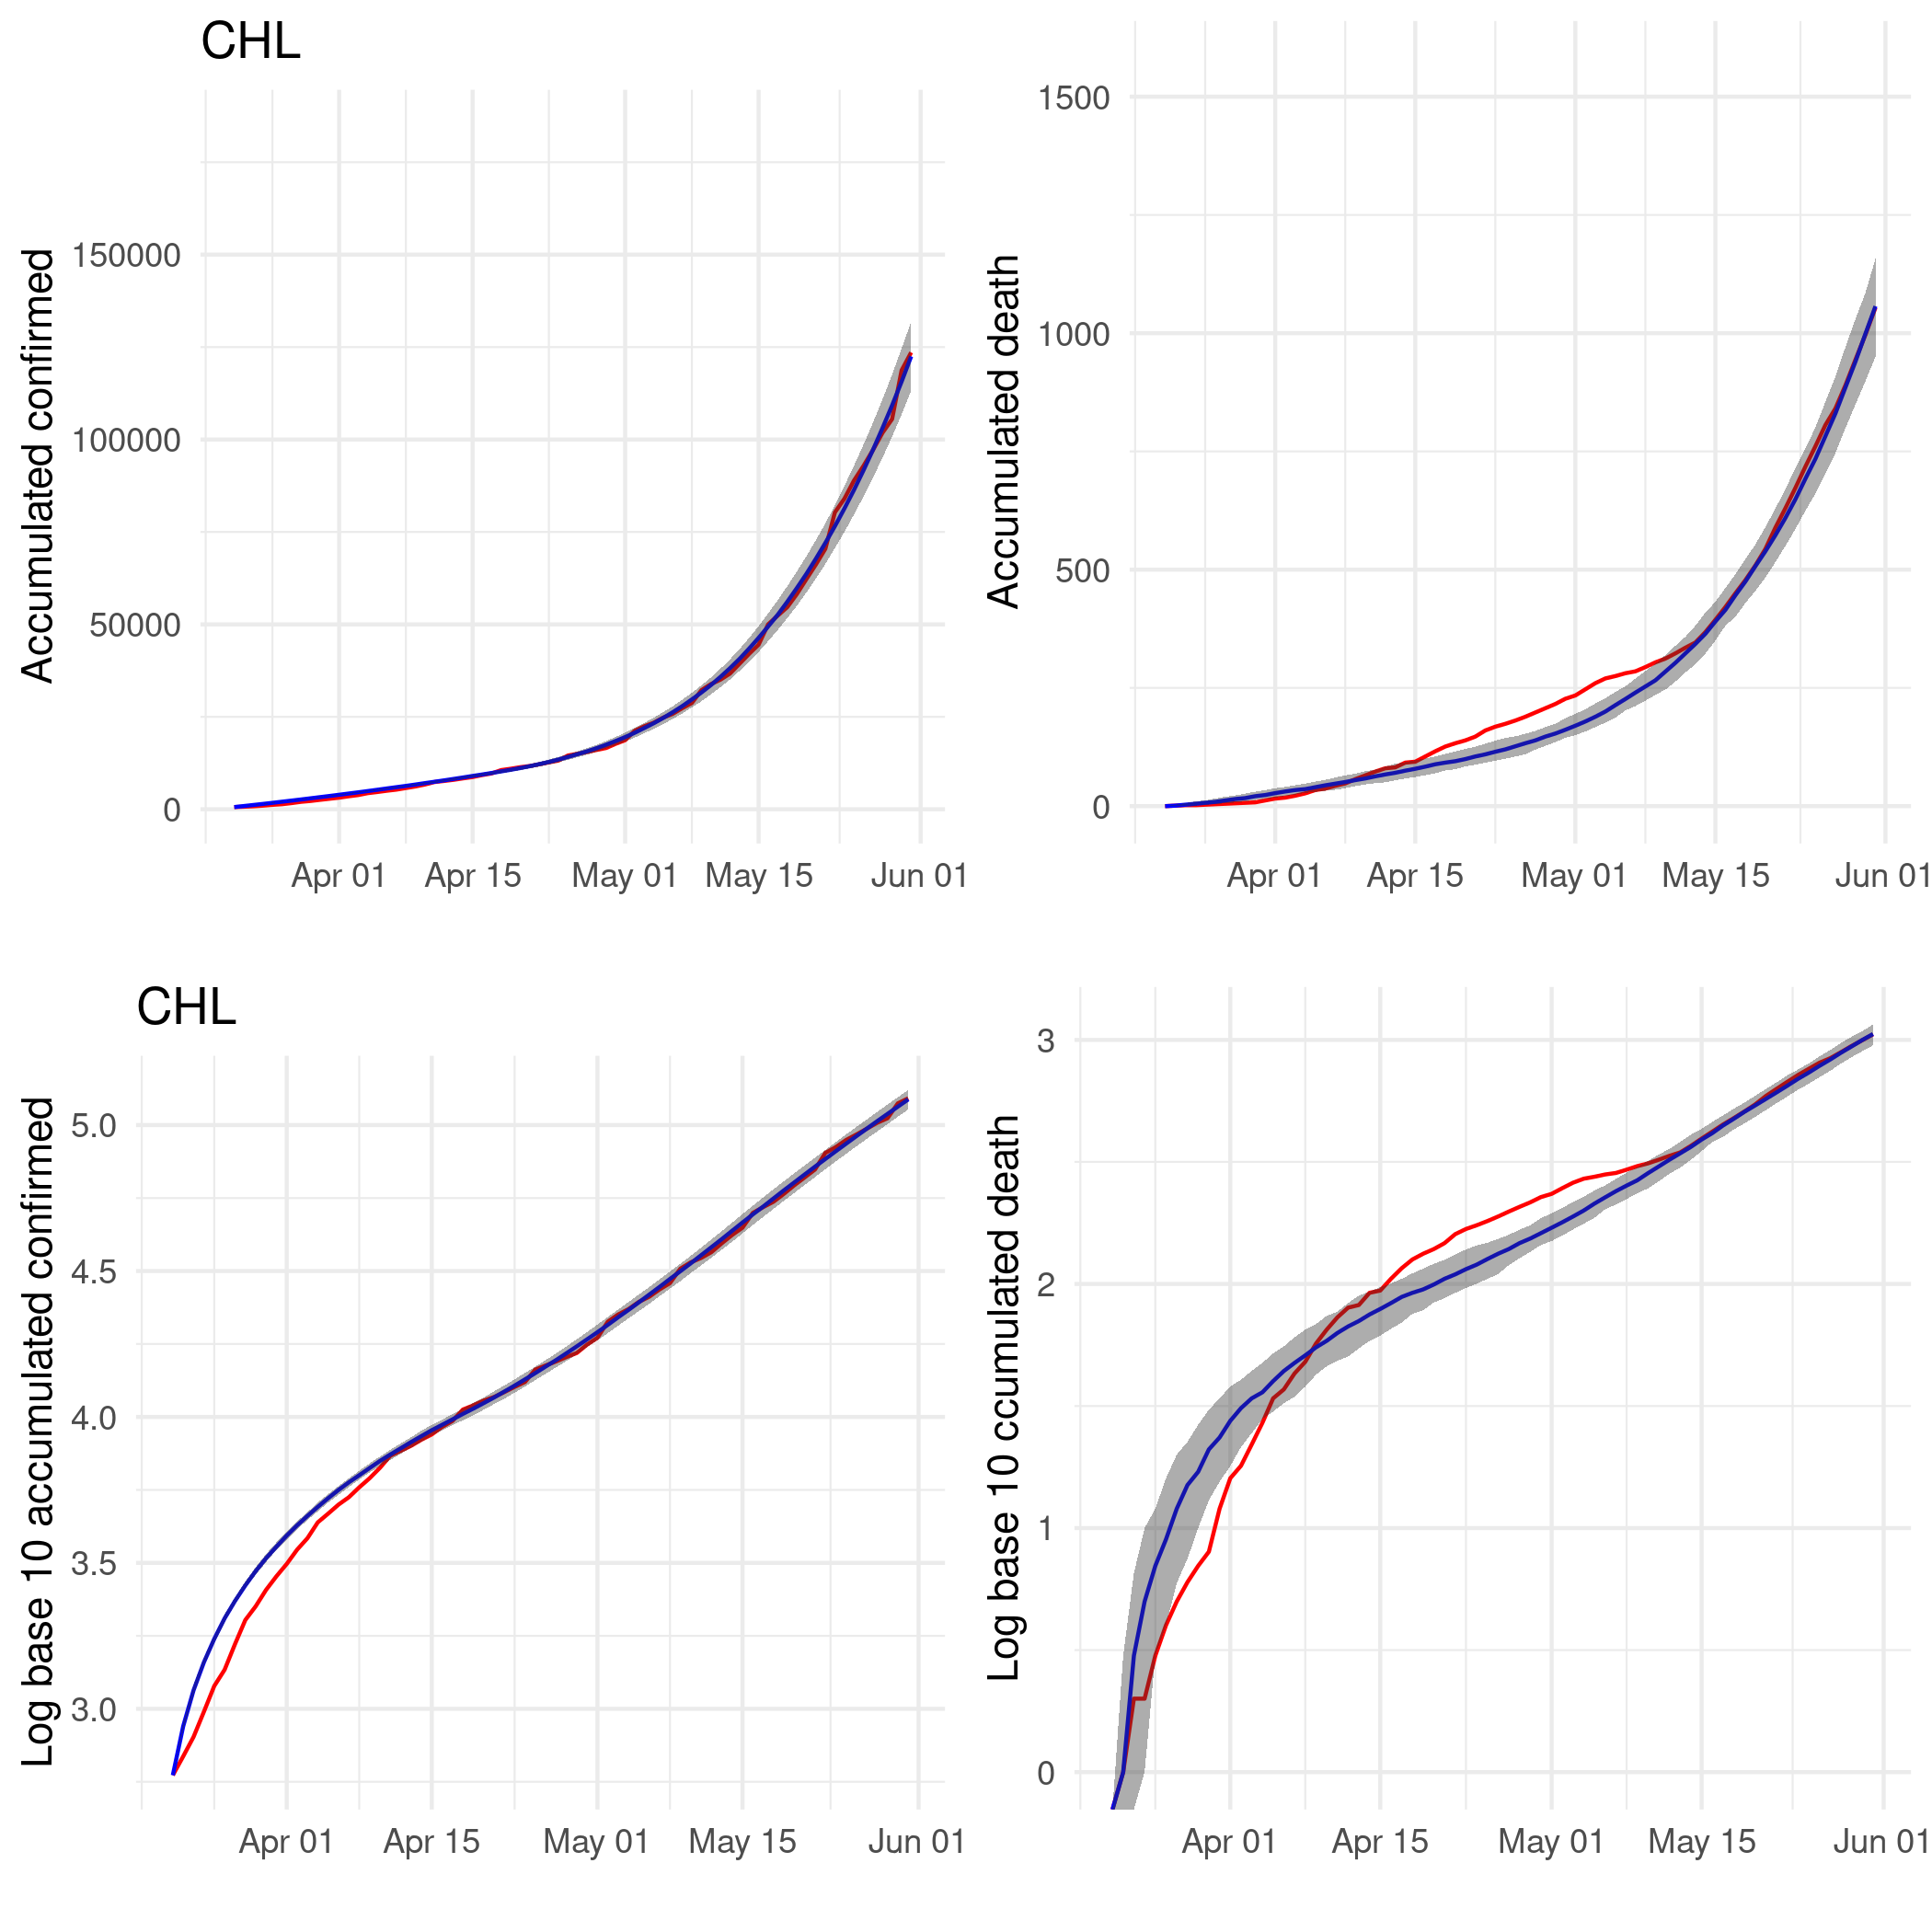 CHL
Accumulated confirmed
150000
100000
50000
0
Apr 01 Apr 15 May 01 May 15 Jun 01
Accumulated death
1500
1000
500
0
Apr 01 Apr 15 May 01 May 15 Jun 01
CHL
Log base 10 accumulated confirmed
5.0
4.5
4.0
3.5
3.0
Apr 01 Apr 15 May 01 May 15 Jun 01
Log base 10 ccumulated death
3
2
1
0
Apr 01 Apr 15 May 01 May 15 Jun 01